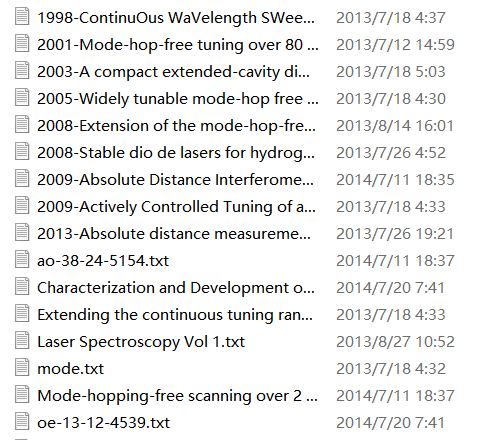 1998-ContinuOs WaVelength SWee... 2013/7/18 4:37
2001-Mode-hop-free tuning over 80 ... 2013/7/12 14:59
2003-A compact extended-cavity di... 2013/7/18 5:03
2005-Widely tunable mode-hop free ... 2013/7/18 4:30
2008-Extension of the mode-hop-fre... 2013/8/14 16:01
2008-Stable dio de lasers for hydrog... 2013/7/26 4:52
2009-Absolute Distance Interferome... 2014/7/11 18:35
2009-Actively Controlled Tuning of a... 2013/7/18 4:33
2013-Absolute distance measureme... 2013/7/26 19:21
ao-38-24-5154.txt 2014/7/11 18:37
Characterization and Development o... 2014/7/20 7:41
Extending the continuous tuning ran... 2013/7/18 4:33
Laser Spectroscopy Vol 1.txt 2013/8/27 10:52
mode.txt 2013/7/18 4:32
Mode-hopping-free scanning over 2 ... 2014/7/11 18:37
oe-13-12-4539.txt 2014/7/20 7:41